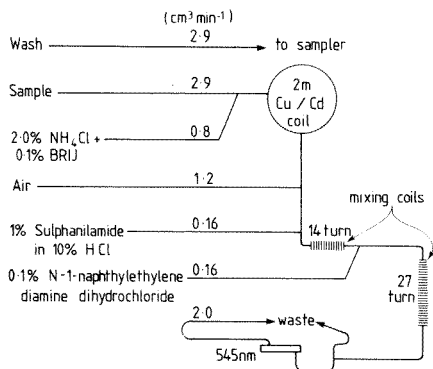 (cm³ min⁻¹)
Wash 2·9 to sampler
Sample 2·9
2m
Cu / Cd
coil
2·0% NH₄Cl + 0·8
0·1% BRIJ
Air 1·2
mixing coils
1% Sulphanilamide 0·16
in 10% HCl
14 turn
0·1% N-1-naphthylethylene 0·16
diamine dihydrochloride
27
turn
2·0 waste
545nm